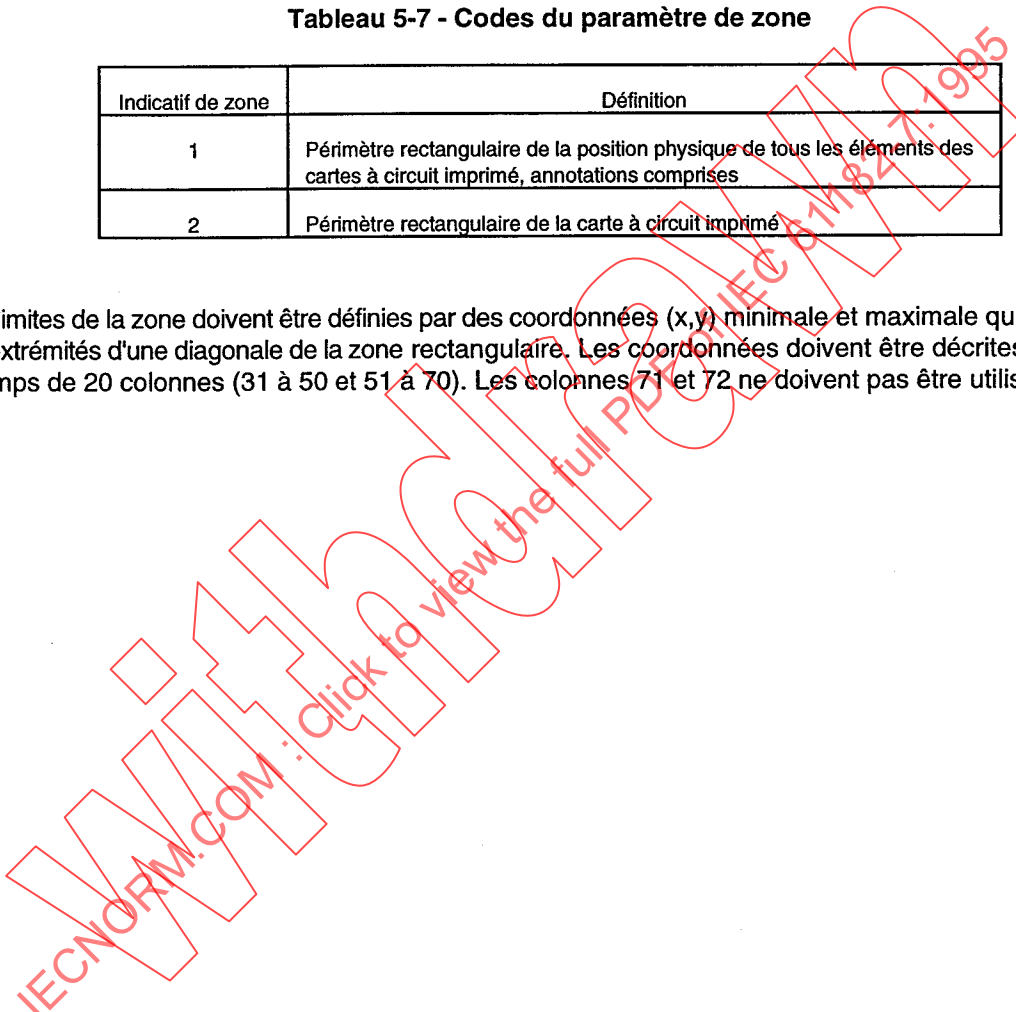 Tableau 5-7 - Codes du paramètre de zone
Indicatif de zone Définition
1 Périmètre rectangulaire de la position physique de tous les éléments des
cartes à circuit imprimé, annotations comprises
2 Périmètre rectangulaire de la carte à circuit imprimé
imites de la zone doivent être définies par des coordonnées (x,y) minimale et maximale qu
xtrémités d'une diagonale de la zone rectangulaire. Les coordonnées doivent être décrites
mps de 20 colonnes (31 à 50 et 51 à 70). Les colonnes 71 et 72 ne doivent pas être utilis
withdrawn
IECNORM.COM : Click to view the full PDF of IEC 61182-7:1995